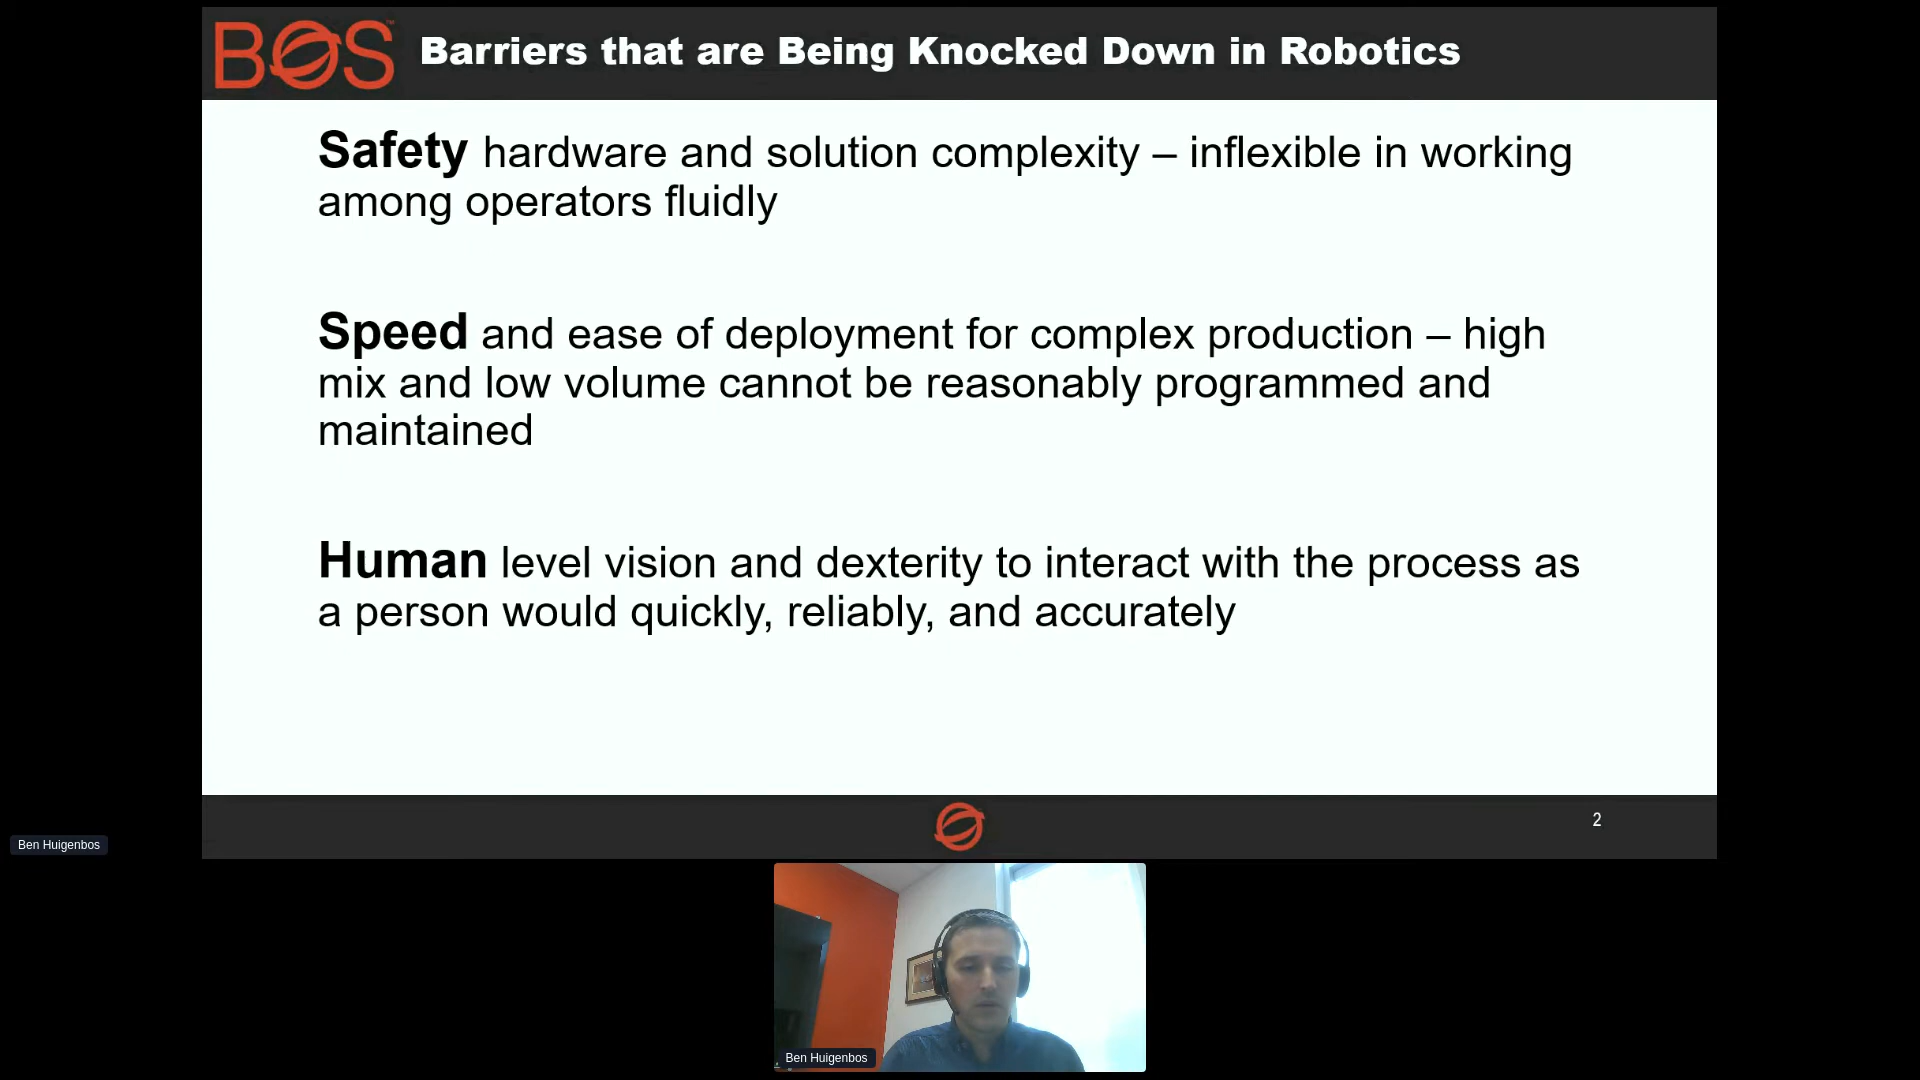 BOS™
Barriers that are Being Knocked Down in Robotics
Safety hardware and solution complexity – inflexible in working
among operators fluidly
Speed and ease of deployment for complex production – high
mix and low volume cannot be reasonably programmed and
maintained
Human level vision and dexterity to interact with the process as
a person would quickly, reliably, and accurately
2
Ben Huigenbos
Ben Huigenbos